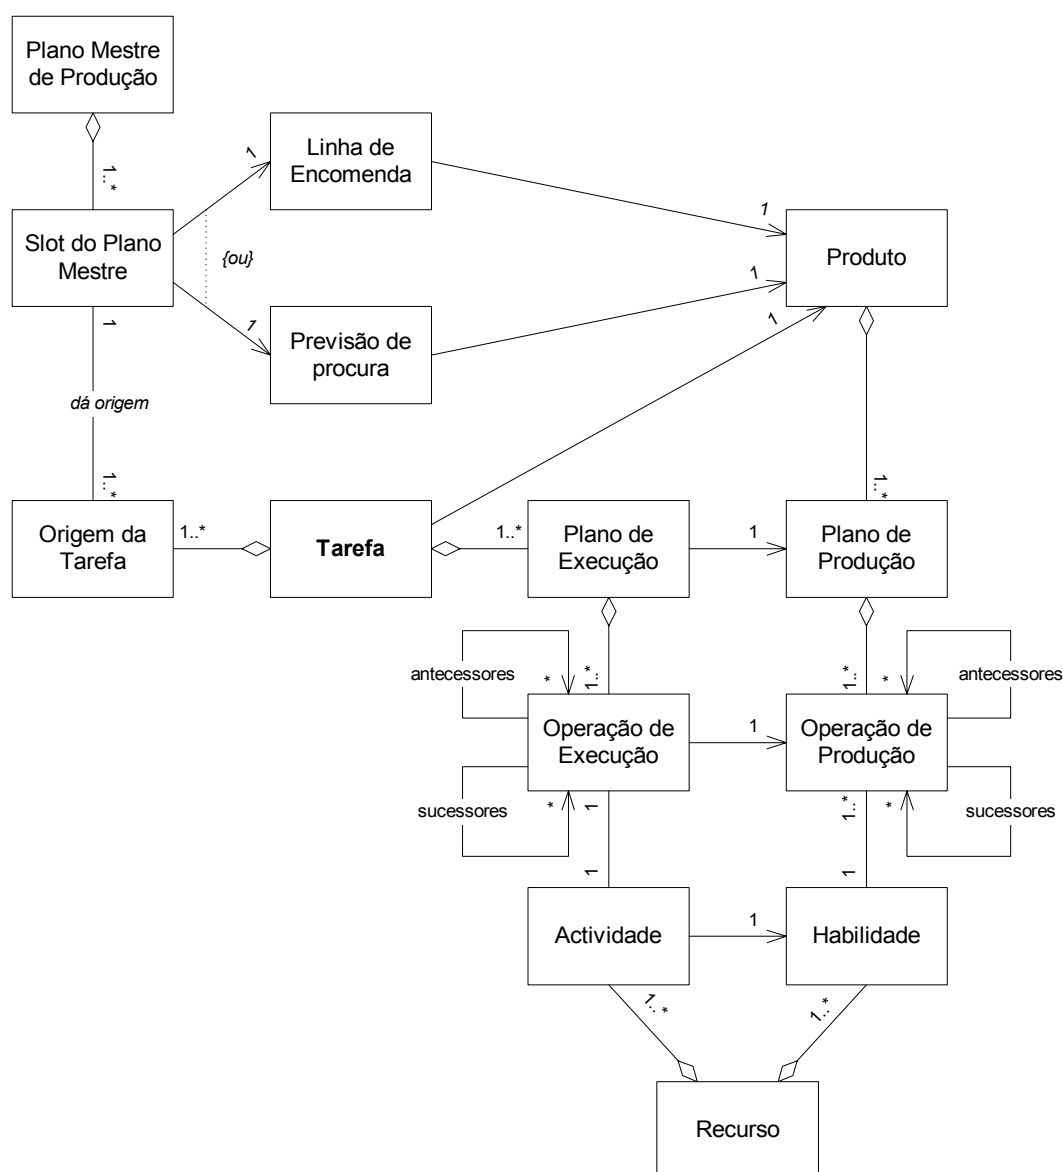 Plano Mestre
de Produção
1..*
Linha de
Encomenda
1
1
Slot do Plano
Mestre
{ou}
Produto
1
1
1
1
1
Previsão de
procura
dá origem
1..*
1..*
Origem da
Tarefa
1..*
Tarefa
1..*
Plano de
Execução
1
Plano de
Produção
antecessores
*
1..*
1..*
*
antecessores
Operação de
Execução
1
Operação de
Produção
sucessores
*
1
1..*
*
sucessores
1
1
Actividade
1
Habilidade
1..*
1..*
Recurso